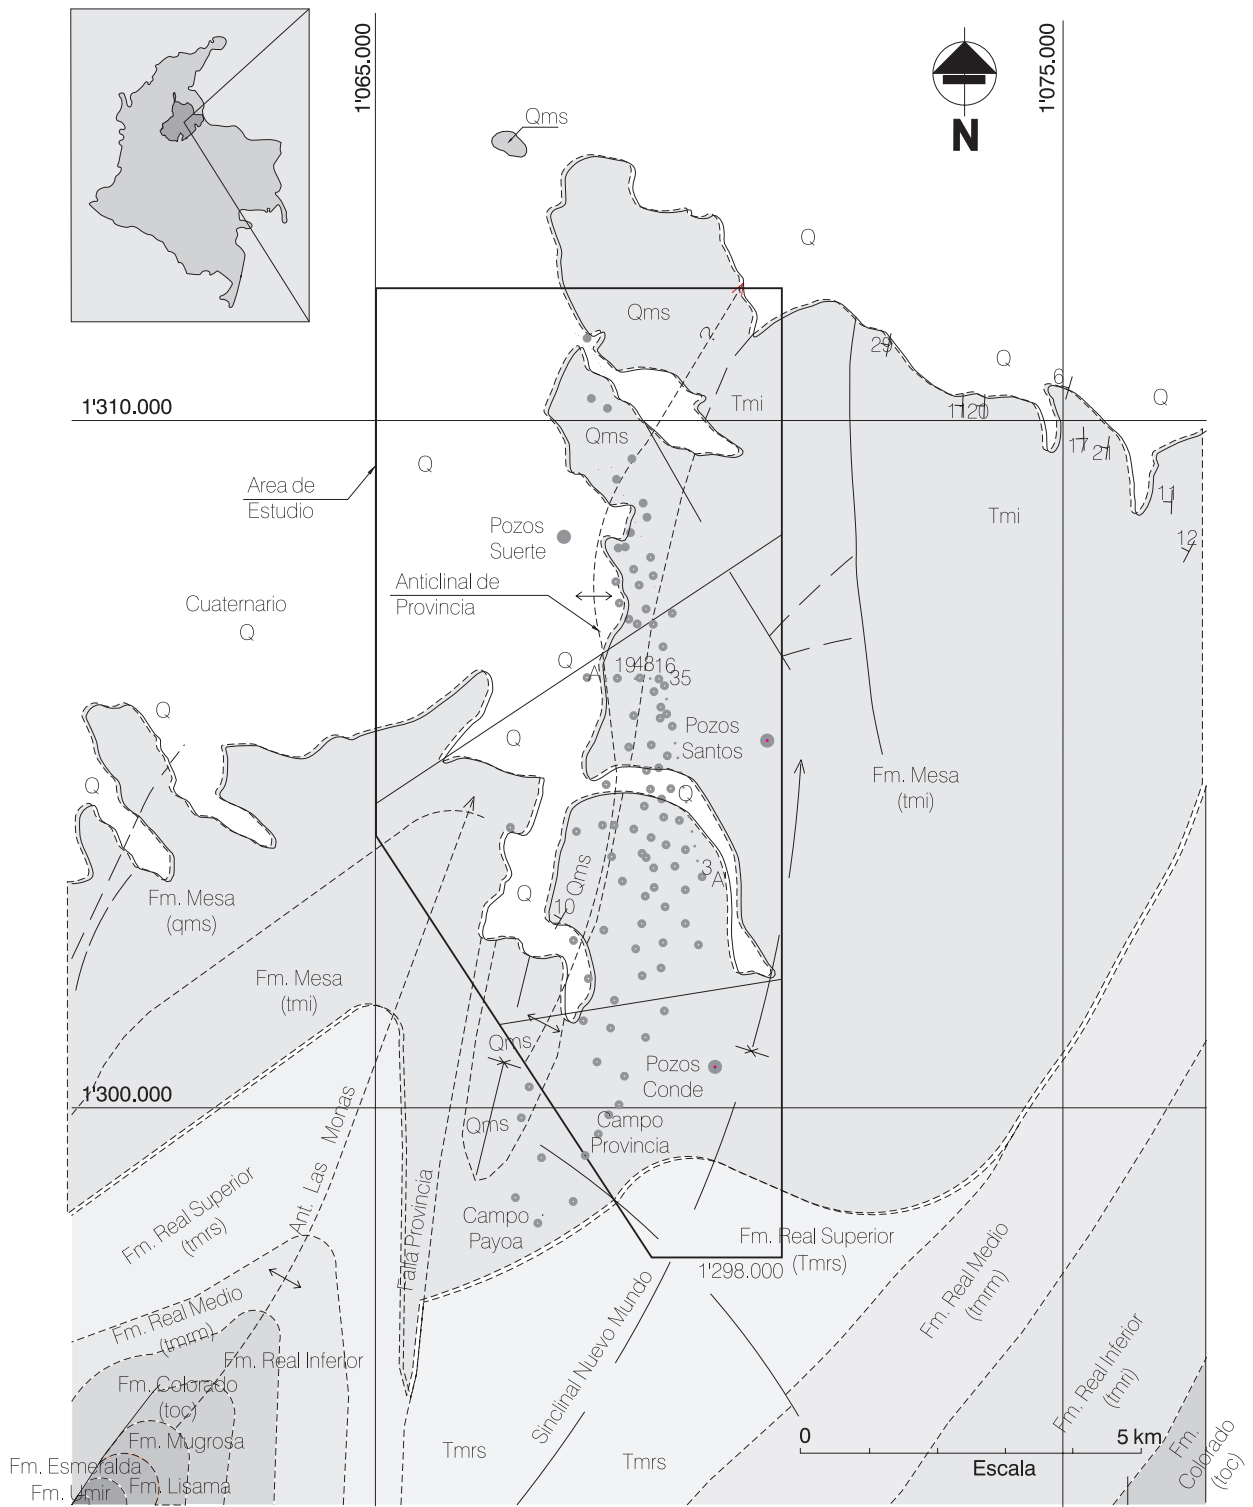 1'065.000
1'075.000
N
Qms
Q
Qms
2
29
Q
6
Q
Tmi
11
20
1'310.000
Qms
17
21
Q
Area de
Estudio
11
Tmi
Pozos
Suerte
12
Anticlinal de
Provincia
Cuaternario
Q
Q
A
19
48
16
35
Q
Pozos
Santos
Q
Fm. Mesa
(tmi)
Q
Q
3
A'
Qms
Q
10
Fm. Mesa
(qms)
Fm. Mesa
(tmi)
Qms
Pozos
Conde
1'300.000
Qms
Campo
Provincia
Ant. Las Monas
Falla Provincia
Fm. Real Superior
(tmrs)
Campo
Payoa
Fm. Real Superior
(Tmrs)
1'298.000
Fm. Real Medio
(tmrm)
Sinclinal Nuevo Mundo
Fm. Real Medio
(tmrm)
Fm. Real Inferior
Fm. Real Inferior
(tmri)
Fm. Colorado
(toc)
Fm. Mugrosa
Tmrs
Tmrs
0
5 km
Escala
Fm. Esmeralda
Fm. Lisama
Fm. Umir
Fm.
Colorado
(toc)